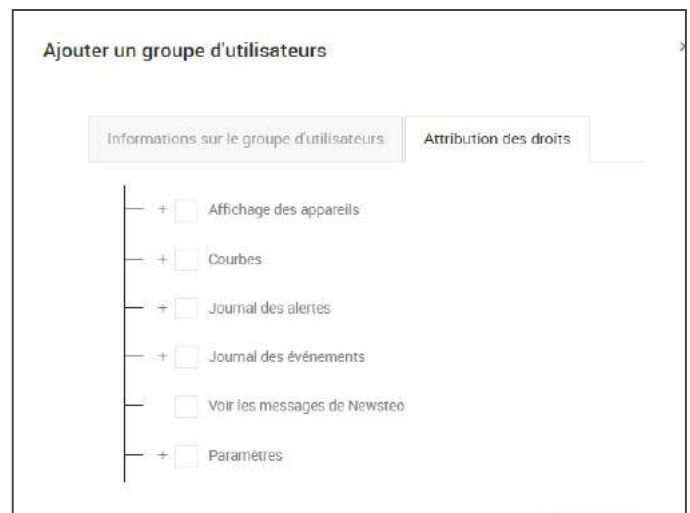 Ajouter un groupe d'utilisateurs
Informations sur le groupe d'utilisateurs Attribution des droits
+ Affichage des appareils
+ Courbes
+ Journal des alertes
+ Journal des événements
Voir les messages de Newsteo
+ Paramètres